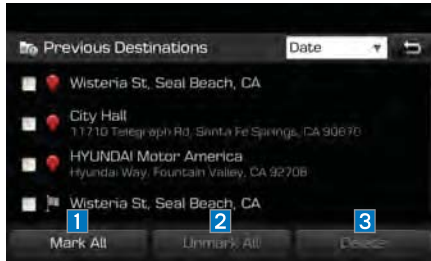 Previous Destinations
Date
Wisteria St, Seal Beach, CA
City Hall
11710 Telegraph Rd, Santa Fe Springs, CA 90670
HYUNDAI Motor America
Hyundai Way, Fountain Valley, CA 92708
Wisteria St, Seal Beach, CA
1 2 3
Mark All Unmark All Delete